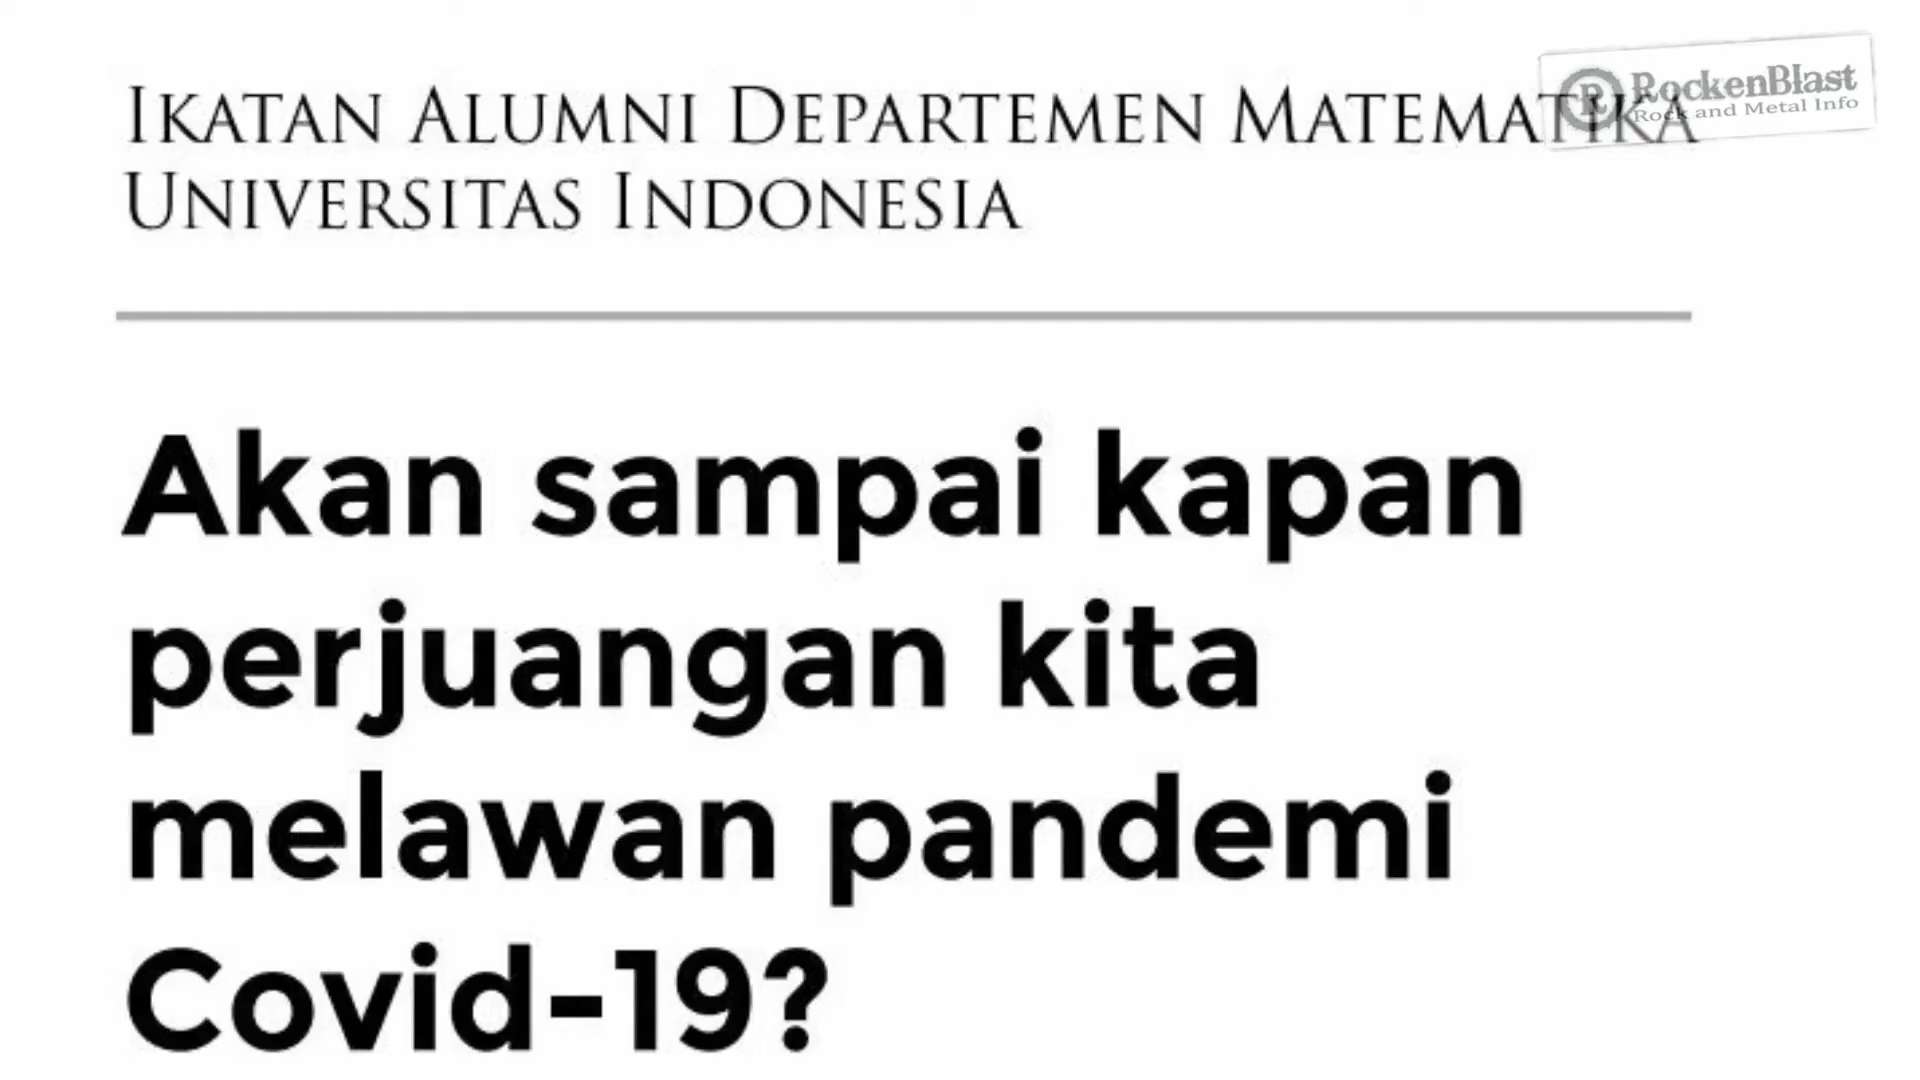 IKATAN ALUMNI DEPARTEMEN MATEMATIKA
UNIVERSITAS INDONESIA
RockenBlast
Rock and Metal Info
Akan sampai kapan
perjuangan kita
melawan pandemi
Covid-19?